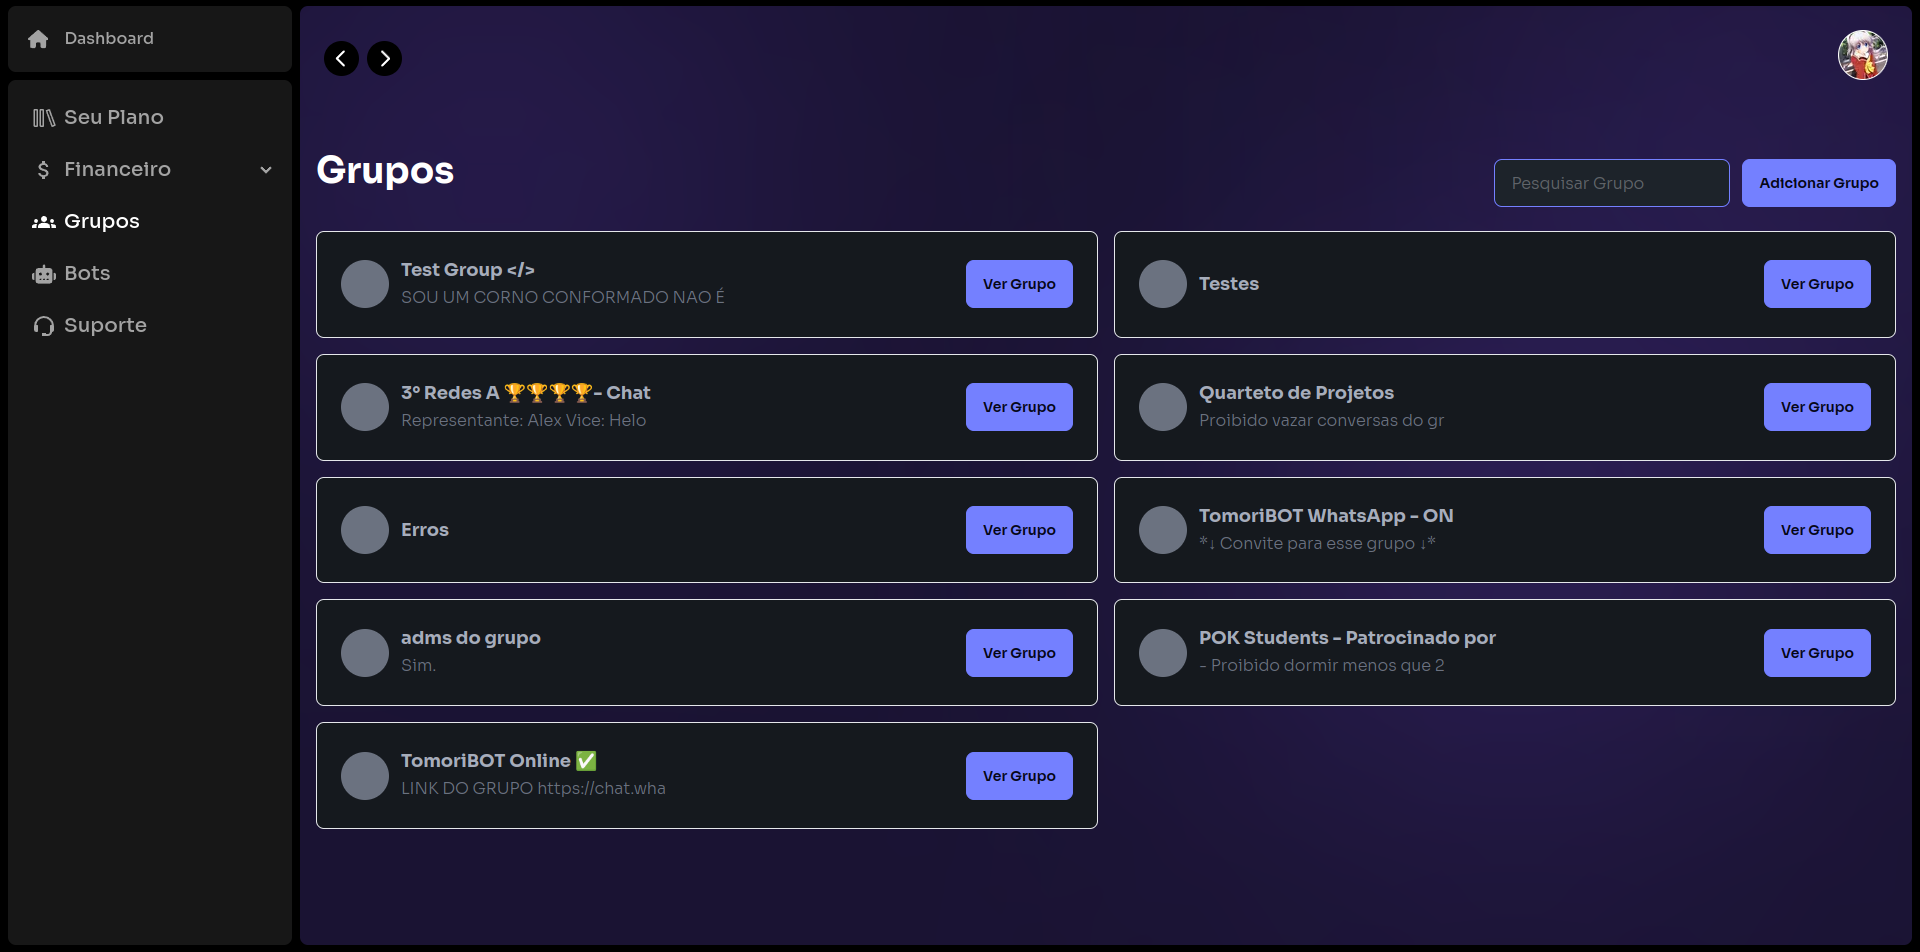 Dashboard
Seu Plano
Financeiro
Grupos
Bots
Suporte
Grupos
Pesquisar Grupo
Adicionar Grupo
Test Group </>
SOU UM CORNO CONFORMADO NAO É
Ver Grupo
Testes
Ver Grupo
3° Redes A 🏆🏆🏆🏆- Chat
Representante: Alex Vice: Helo
Ver Grupo
Quarteto de Projetos
Proibido vazar conversas do gr
Ver Grupo
Erros
Ver Grupo
TomoriBOT WhatsApp - ON
*↓ Convite para esse grupo ↓*
Ver Grupo
adms do grupo
Sim.
Ver Grupo
POK Students - Patrocinado por
- Proibido dormir menos que 2
Ver Grupo
TomoriBOT Online ✅
LINK DO GRUPO https://chat.wha
Ver Grupo